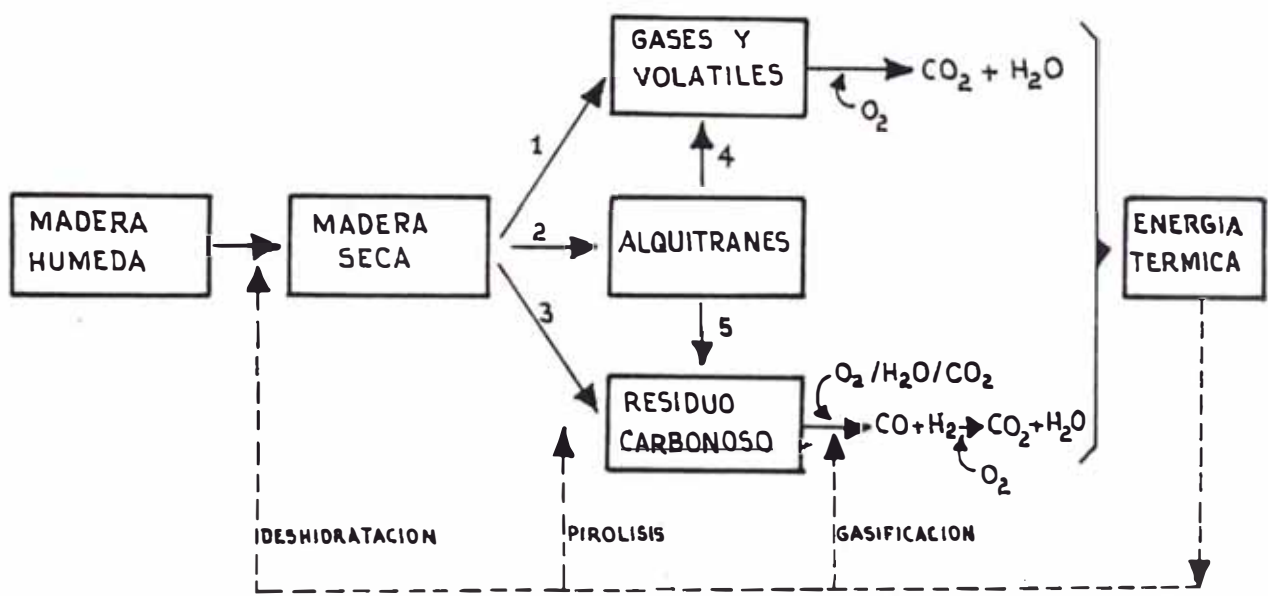 GASES Y
VOLATILES
CO₂ + H₂O
O₂
1
4
MADERA
HUMEDA
MADERA
SECA
2
ALQUITRANES
ENERGIA
TERMICA
3
5
O₂/H₂O/CO₂
RESIDUO
CARBONOSO
CO+H₂ CO₂+H₂O
O₂
DESHIDRATACION
PIROLISIS
GASIFICACION